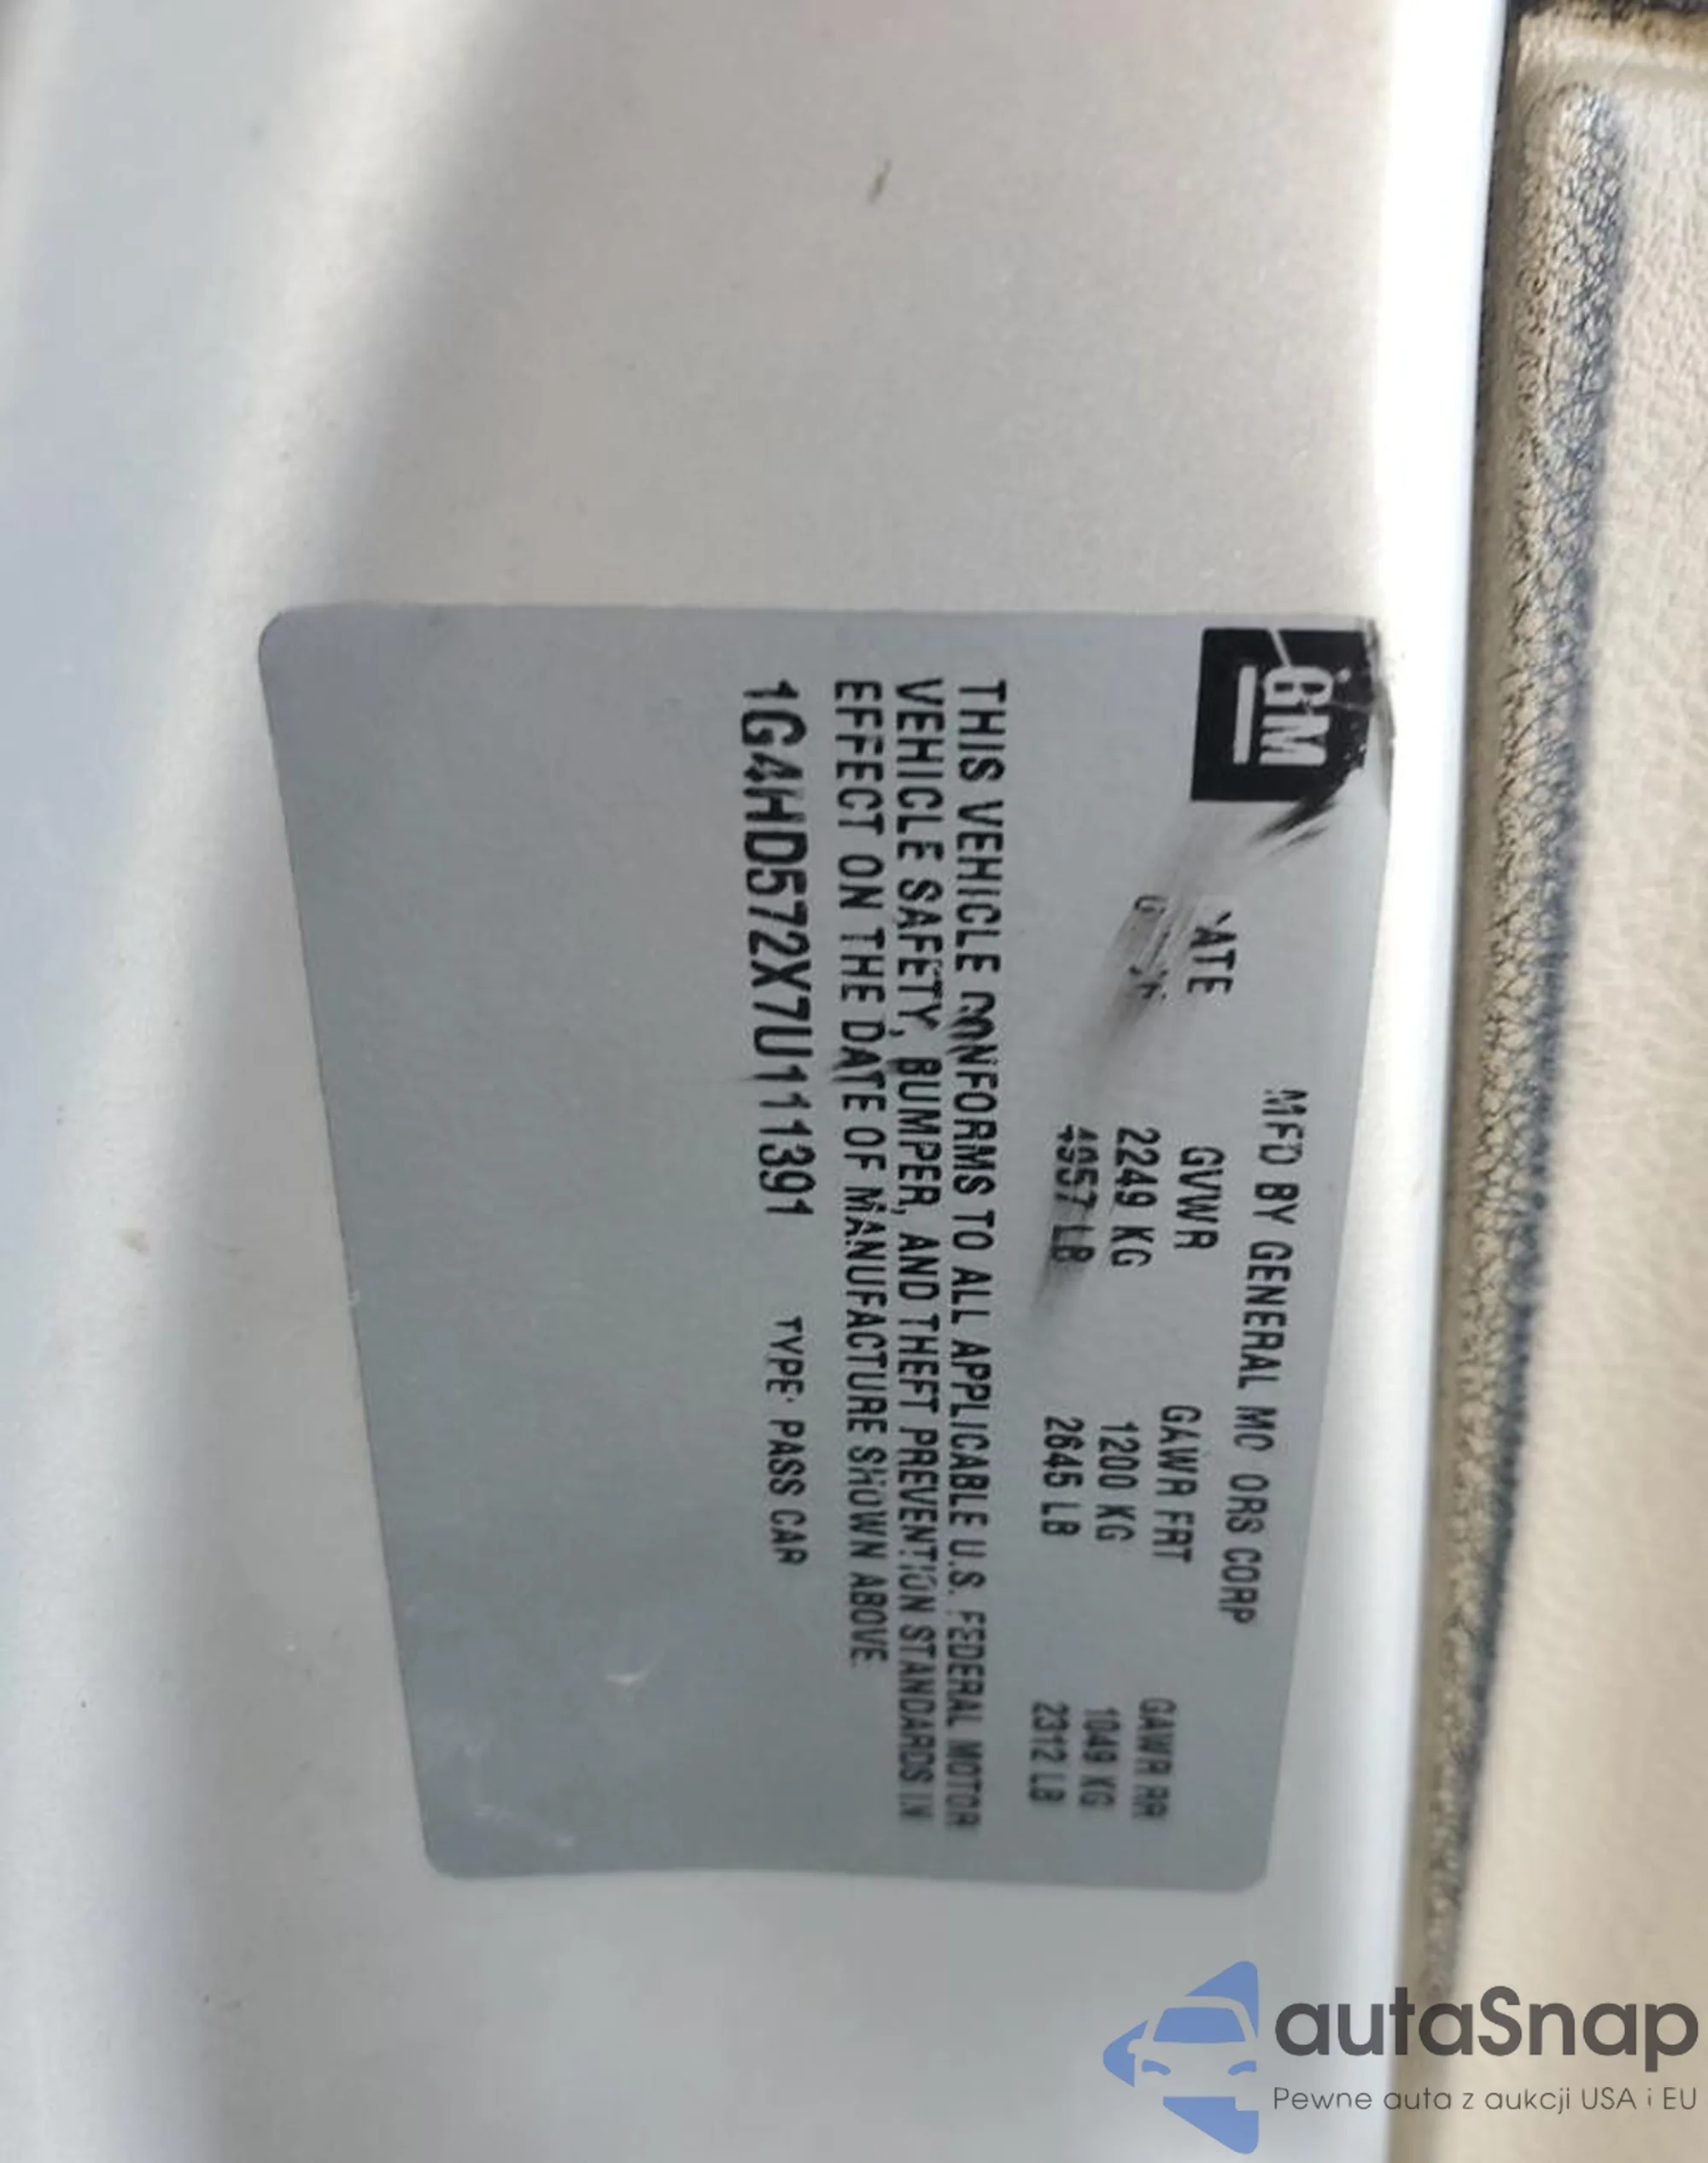 GM
MFD BY GENERAL MO ORS CORP
ATE GVWR GAWR FRT GAWR RR
2249 KG 1200 KG 1049 KG
4957 LB 2645 LB 2312 LB
THIS VEHICLE CONFORMS TO ALL APPLICABLE U.S. FEDERAL MOTOR
VEHICLE SAFETY, BUMPER, AND THEFT PREVENTION STANDARDS IN
EFFECT ON THE DATE OF MANUFACTURE SHOWN ABOVE.
1G4HD572X7U111391 TYPE: PASS CAR
autaSnap
Pewne auta z aukcji USA i EU